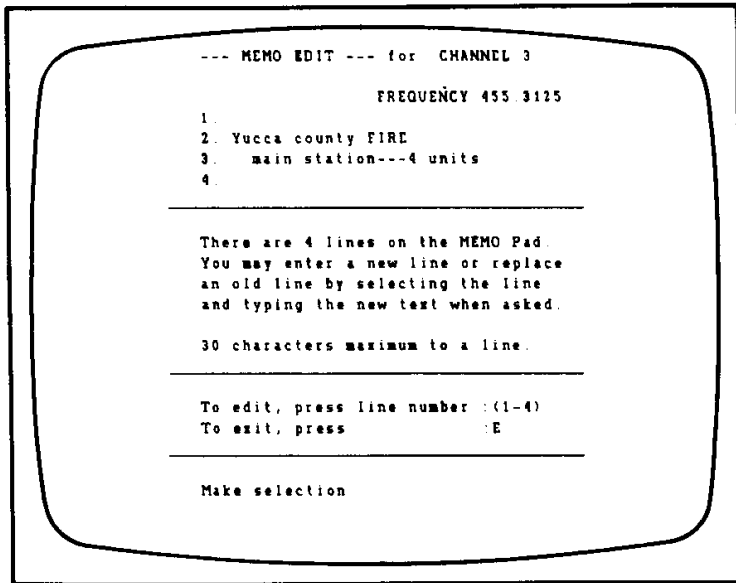 --- MEMO EDIT --- for CHANNEL 3
FREQUENCY 455.3125
1.
2. Yucca county FIRE
3. main station---4 units
4.
There are 4 lines on the MEMO Pad.
You may enter a new line or replace
an old line by selecting the line
and typing the new text when asked.
30 characters maximum to a line.
To edit, press line number :(1-4)
To exit, press :E
Make selection